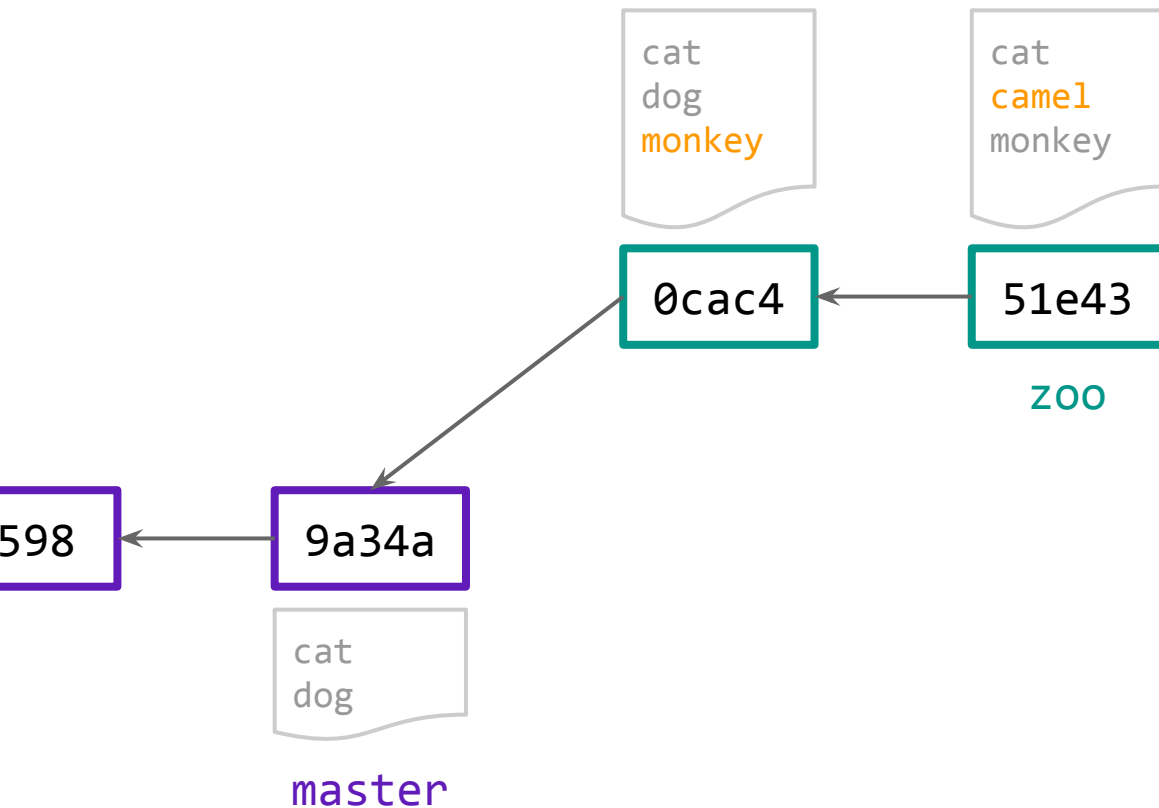 cat
dog
monkey
cat
camel
monkey
0cac4
51e43
zoo
598
9a34a
cat
dog
master